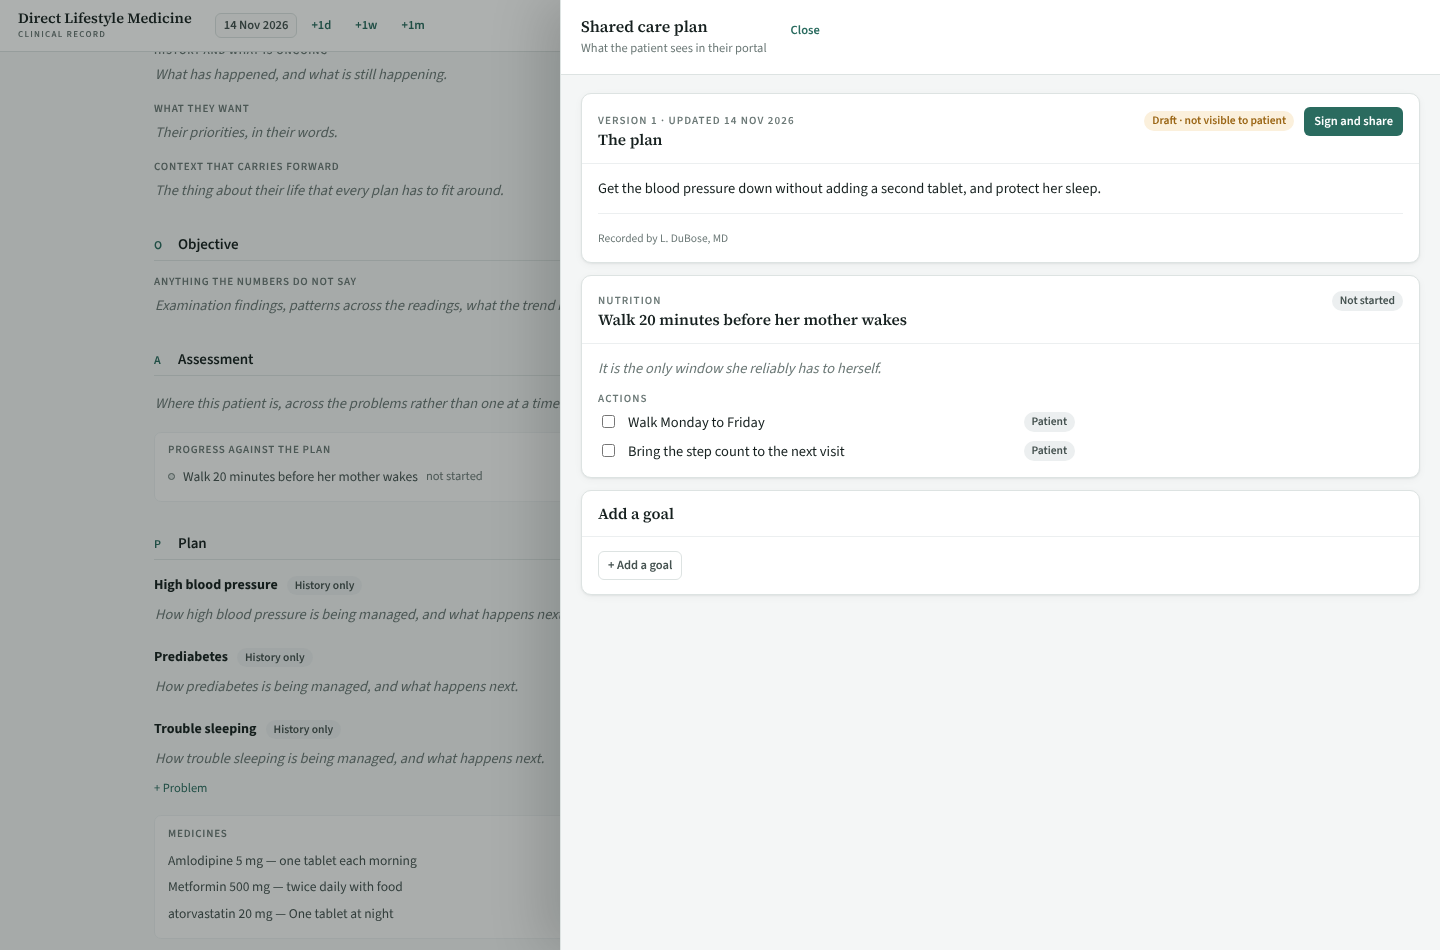 Direct Lifestyle Medicine
CLINICAL RECORD
14 Nov 2026
+1d
+1w
+1m
What has happened, and what is still happening.
WHAT THEY WANT
Their priorities, in their words.
CONTEXT THAT CARRIES FORWARD
The thing about their life that every plan has to fit around.
O Objective
ANYTHING THE NUMBERS DO NOT SAY
Examination findings, patterns across the readings, what the trend
A Assessment
Where this patient is, across the problems rather than one at a time
PROGRESS AGAINST THE PLAN
Walk 20 minutes before her mother wakes not started
P Plan
High blood pressure History only
How high blood pressure is being managed, and what happens next
Prediabetes History only
How prediabetes is being managed, and what happens next.
Trouble sleeping History only
How trouble sleeping is being managed, and what happens next.
+ Problem
MEDICINES
Amlodipine 5 mg — one tablet each morning
Metformin 500 mg — twice daily with food
atorvastatin 20 mg — One tablet at night
Shared care plan
Close
What the patient sees in their portal
VERSION 1 · UPDATED 14 NOV 2026
Draft · not visible to patient
Sign and share
The plan
Get the blood pressure down without adding a second tablet, and protect her sleep.
Recorded by L. DuBose, MD
NUTRITION
Not started
Walk 20 minutes before her mother wakes
It is the only window she reliably has to herself.
ACTIONS
Walk Monday to Friday Patient
Bring the step count to the next visit Patient
Add a goal
+ Add a goal